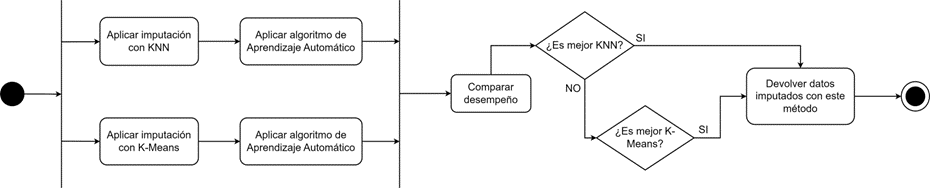 Aplicar imputación
con KNN
Aplicar algoritmo de
Aprendizaje Automático
Aplicar imputación
con K-Means
Aplicar algoritmo de
Aprendizaje Automático
Comparar
desempeño
¿Es mejor KNN?
SI
NO
¿Es mejor K-
Means?
SI
Devolver datos
imputados con este
método